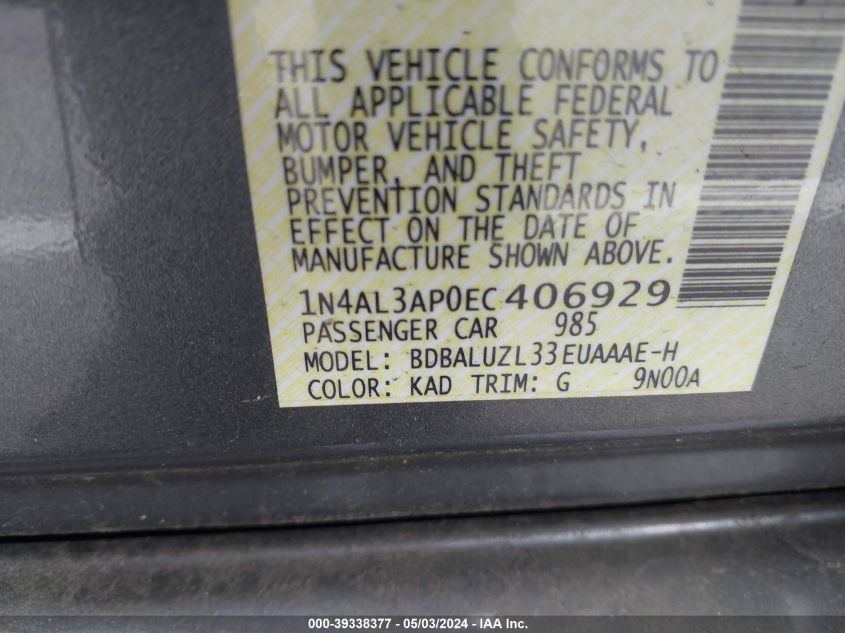 THIS VEHICLE CONFORMS TO
ALL APPLICABLE FEDERAL
MOTOR VEHICLE SAFETY,
BUMPER, AND THEFT
PREVENTION STANDARDS IN
EFFECT ON THE DATE OF
MANUFACTURE SHOWN ABOVE.
1N4AL3AP0EC406929
PASSENGER CAR 985
MODEL: BDBALUZL33EUAAAE-H
COLOR: KAD TRIM: G 9N00A
000-39338377 - 05/03/2024 - IAA Inc.